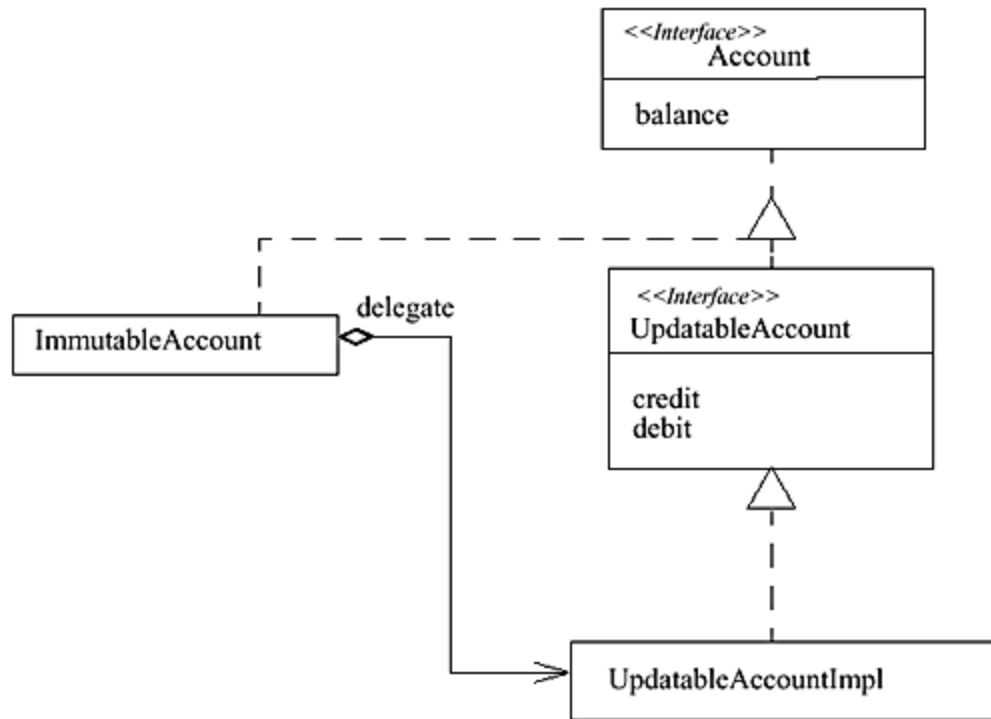 <<Interface>>
Account
balance
<<Interface>>
UpdatableAccount
credit
debit
delegate
ImmutableAccount
UpdatableAccountImpl